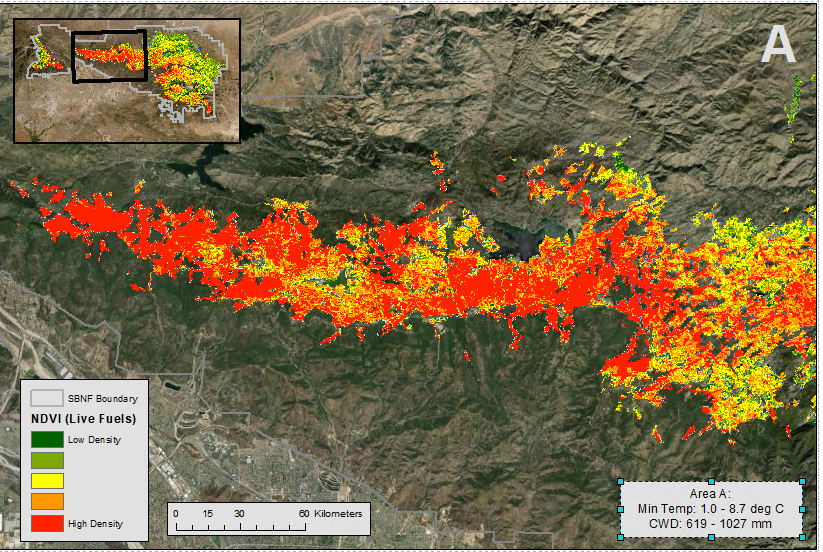 A
SBNF Boundary
NDVI (Live Fuels)
Low Density
High Density
0 15 30 60 Kilometers
Area A:
Min Temp: 1.0 - 8.7 deg C
CWD: 619 - 1027 mm